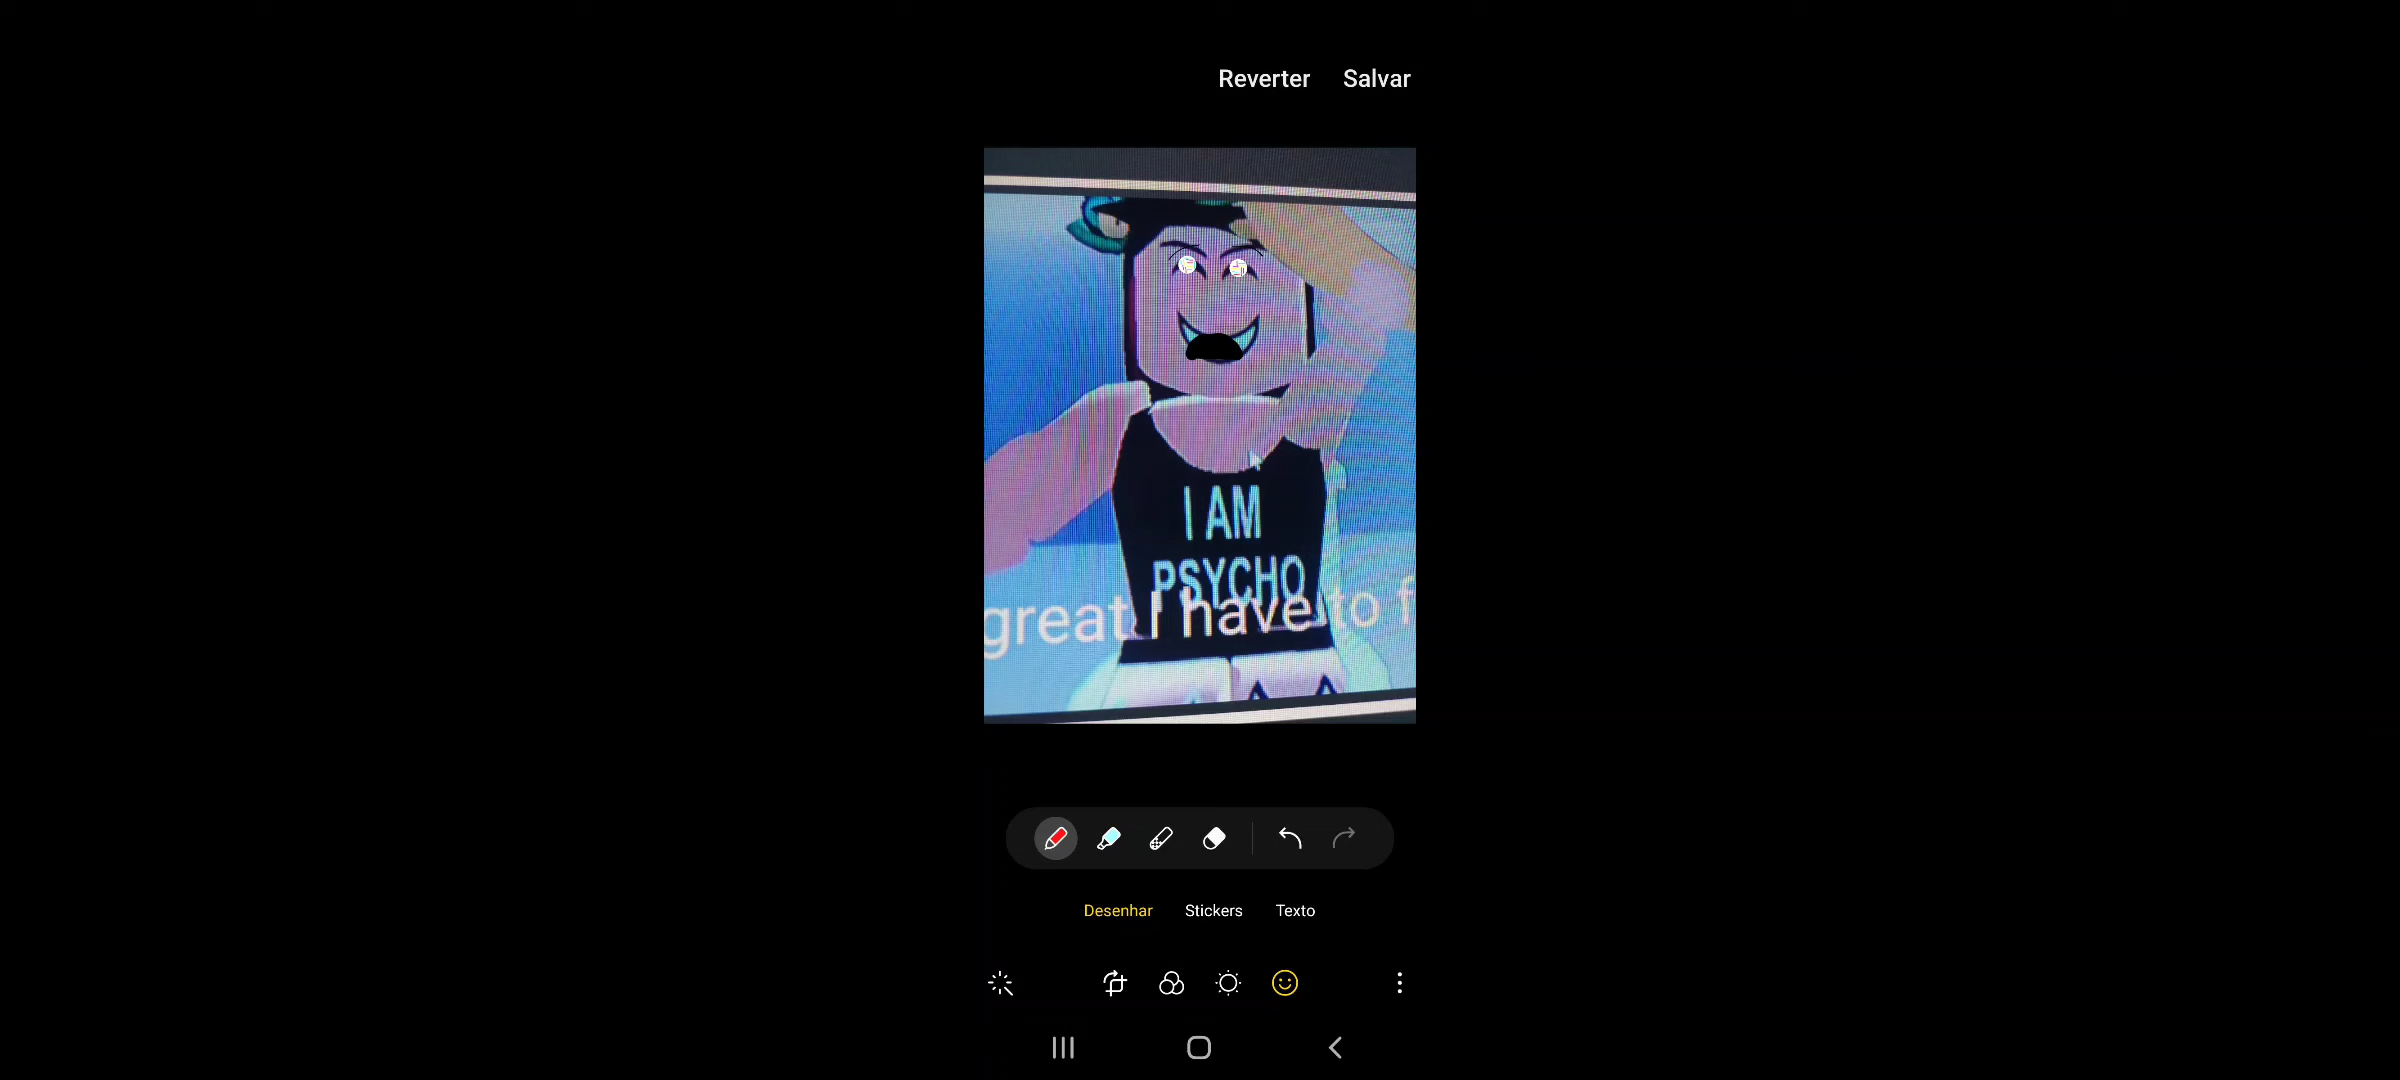 Reverter Salvar
I AM
PSYCHO
great I have to f
Desenhar Stickers Texto